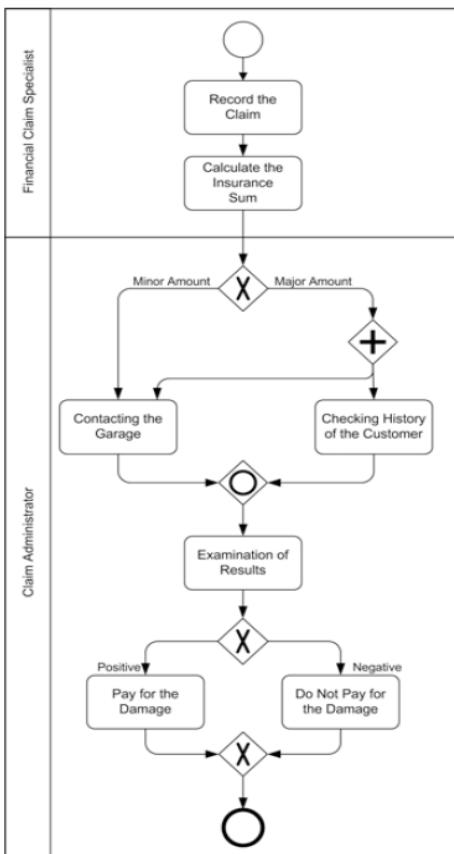 Financial Claim Specialist
Record the
Claim
Calculate the
Insurance
Sum
Claim Administrator
Minor Amount
Major Amount
Contacting the
Garage
Checking History
of the Customer
Examination of
Results
Positive
Negative
Pay for the
Damage
Do Not Pay for
the Damage